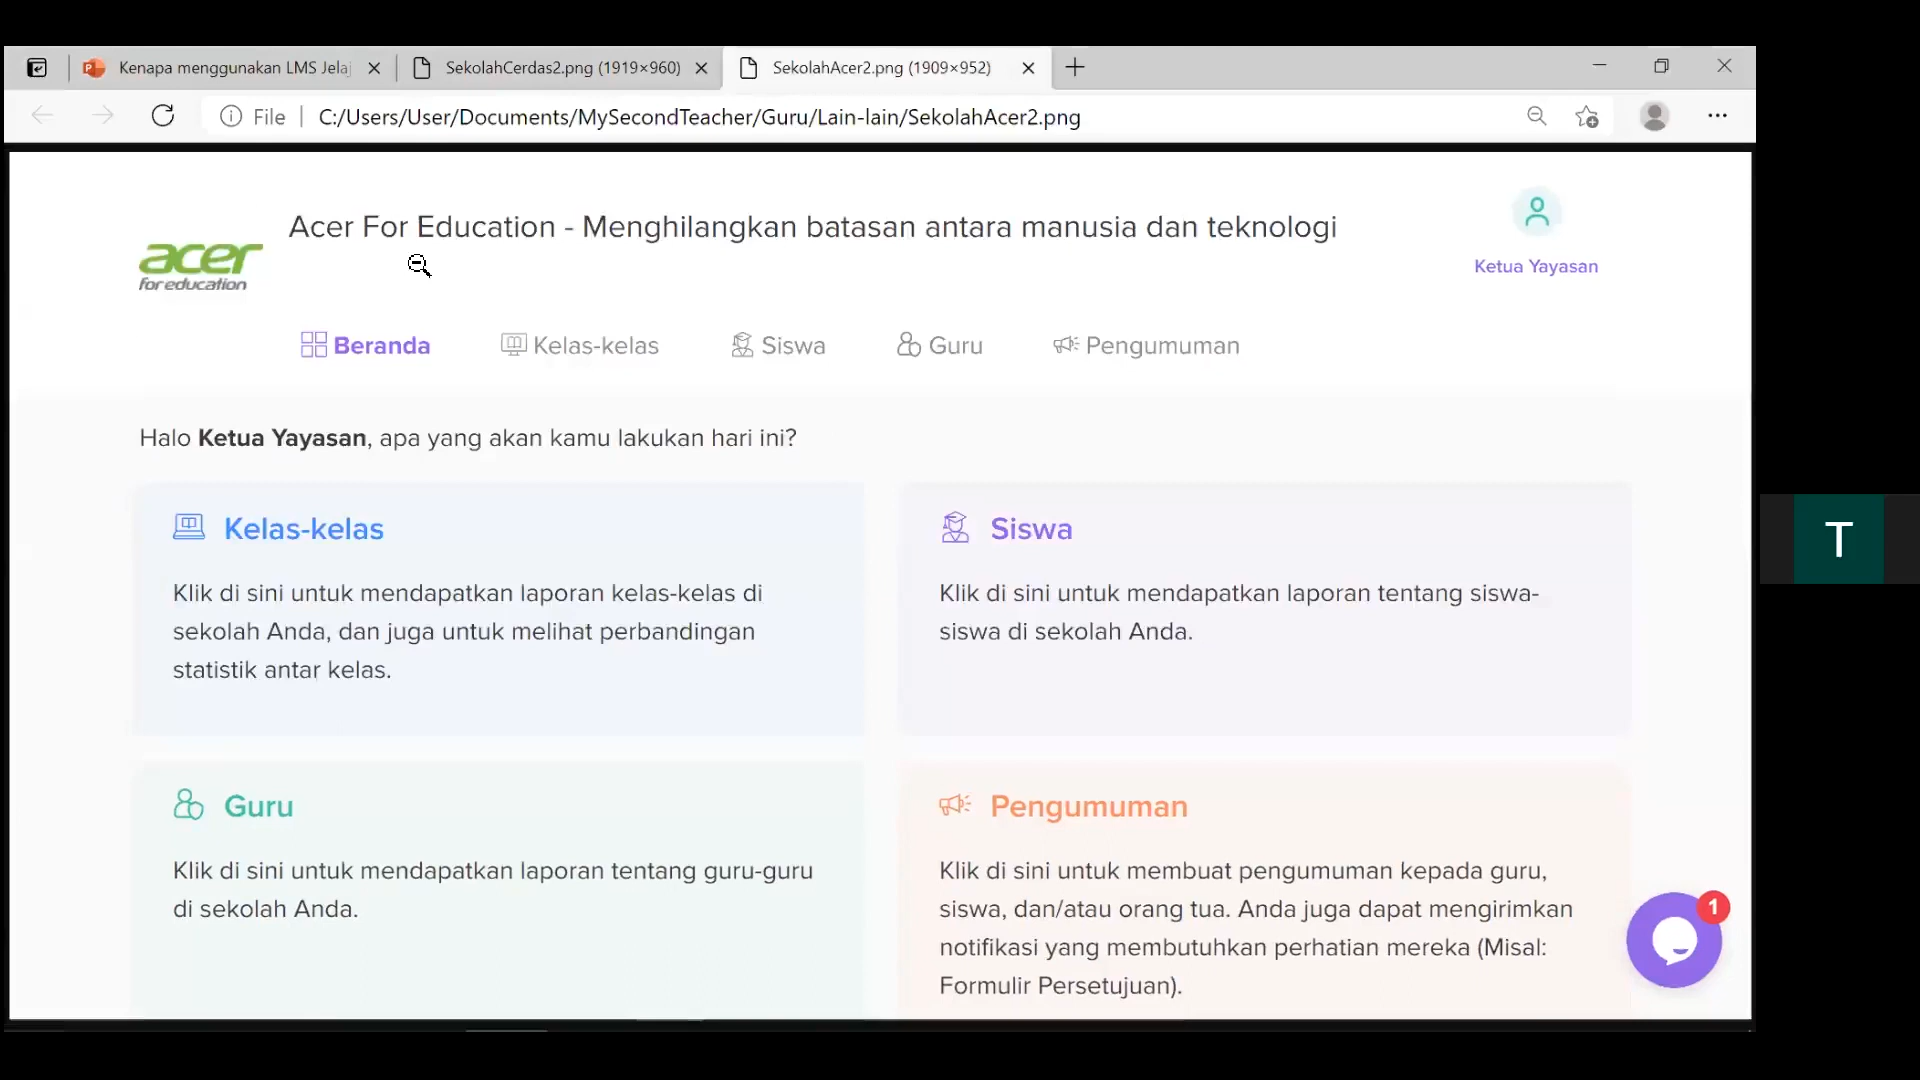 Kenapa menggunakan LMS Jelaj
SekolahCerdas2.png (1919×960)
SekolahAcer2.png (1909×952)
File
C:/Users/User/Documents/MySecondTeacher/Guru/Lain-lain/SekolahAcer2.png
acer
for education
Acer For Education - Menghilangkan batasan antara manusia dan teknologi
Ketua Yayasan
Beranda
Kelas-kelas
Siswa
Guru
Pengumuman
Halo Ketua Yayasan, apa yang akan kamu lakukan hari ini?
Kelas-kelas
Klik di sini untuk mendapatkan laporan kelas-kelas di
sekolah Anda, dan juga untuk melihat perbandingan
statistik antar kelas.
Siswa
Klik di sini untuk mendapatkan laporan tentang siswa-
siswa di sekolah Anda.
Guru
Klik di sini untuk mendapatkan laporan tentang guru-guru
di sekolah Anda.
Pengumuman
Klik di sini untuk membuat pengumuman kepada guru,
siswa, dan/atau orang tua. Anda juga dapat mengirimkan
notifikasi yang membutuhkan perhatian mereka (Misal:
Formulir Persetujuan).
1
T